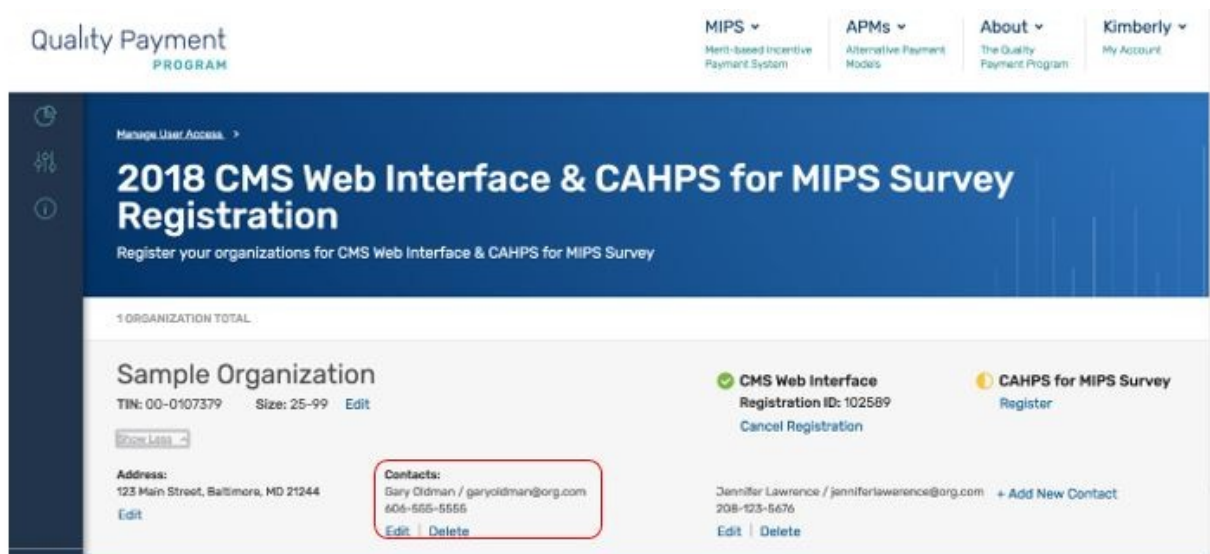 Quality Payment
PROGRAM
MIPS
Merit-based Incentive
Payment System
APMs
Alternative Payment
Models
About
The Quality
Payment Program
Kimberly
My Account
Manage User Access >
2018 CMS Web Interface & CAHPS for MIPS Survey
Registration
Register your organizations for CMS Web Interface & CAHPS for MIPS Survey
1 ORGANIZATION TOTAL
Sample Organization
TIN: 00-0107379 Size: 25-99 Edit
Show Less
CMS Web Interface
Registration ID: 102589
Cancel Registration
CAHPS for MIPS Survey
Register
Address:
123 Main Street, Baltimore, MD 21244
Edit
Contacts:
Gary Oldman / garyoldman@org.com
606-555-5555
Edit | Delete
Jennifer Lawrence / jenniferlawerence@org.com
208-123-5676
Edit | Delete
+ Add New Contact